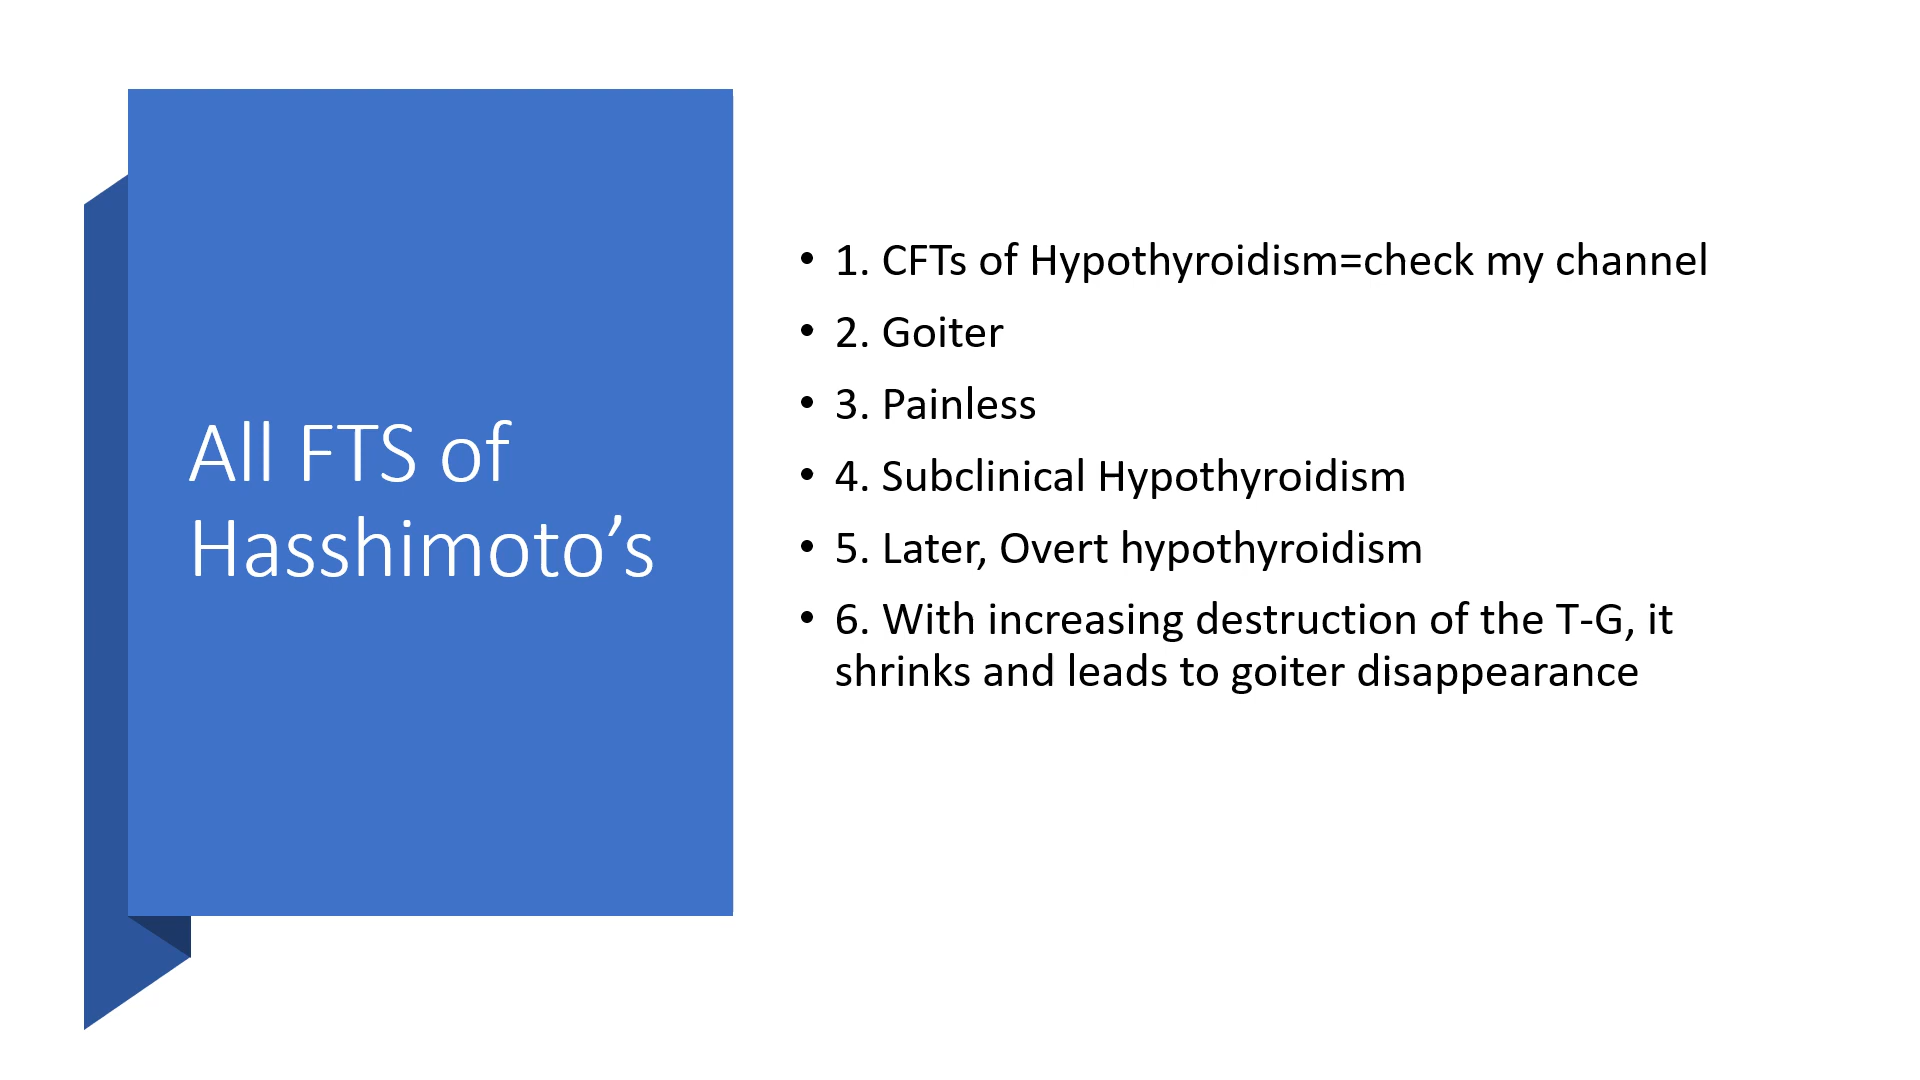 All FTS of
Hasshimoto’s
• 1. CFTs of Hypothyroidism=check my channel
• 2. Goiter
• 3. Painless
• 4. Subclinical Hypothyroidism
• 5. Later, Overt hypothyroidism
• 6. With increasing destruction of the T-G, it
shrinks and leads to goiter disappearance